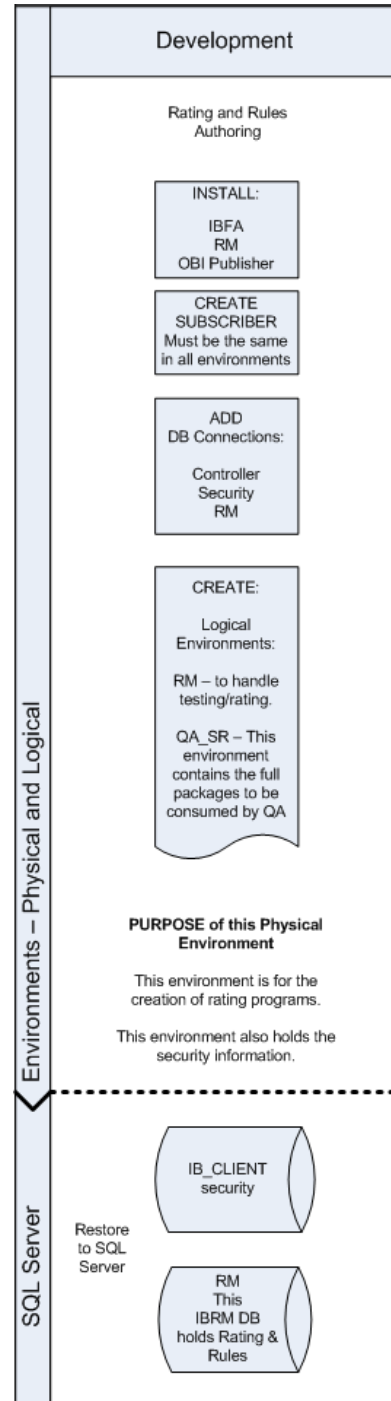 Development
Rating and Rules
Authoring
INSTALL:
IBFA
RM
OBI Publisher
CREATE
SUBSCRIBER
Must be the same
in all environments
ADD
DB Connections:
Controller
Security
RM
CREATE:
Logical
Environments:
RM – to handle
testing/rating.
QA_SR – This
environment
contains the full
packages to be
consumed by QA
PURPOSE of this Physical
Environment
This environment is for the
creation of rating programs.
This environment also holds the
security information.
Environments – Physical and Logical
SQL Server
Restore
to SQL
Server
IB_CLIENT
security
RM
This
IBRM DB
holds Rating &
Rules